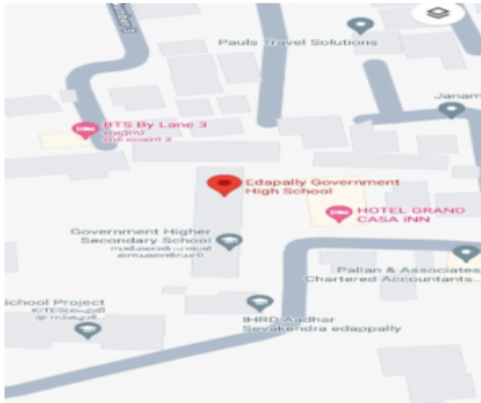 Pauls Travel Solutions
Janam
BTS By Lane 3
Edapally Government
High School
HOTEL GRAND
CASA INN
Government Higher
Secondary School
Pallan & Associates
Chartered Accountants...
School Project
IHRD Aadhar
Sevakendra edappally